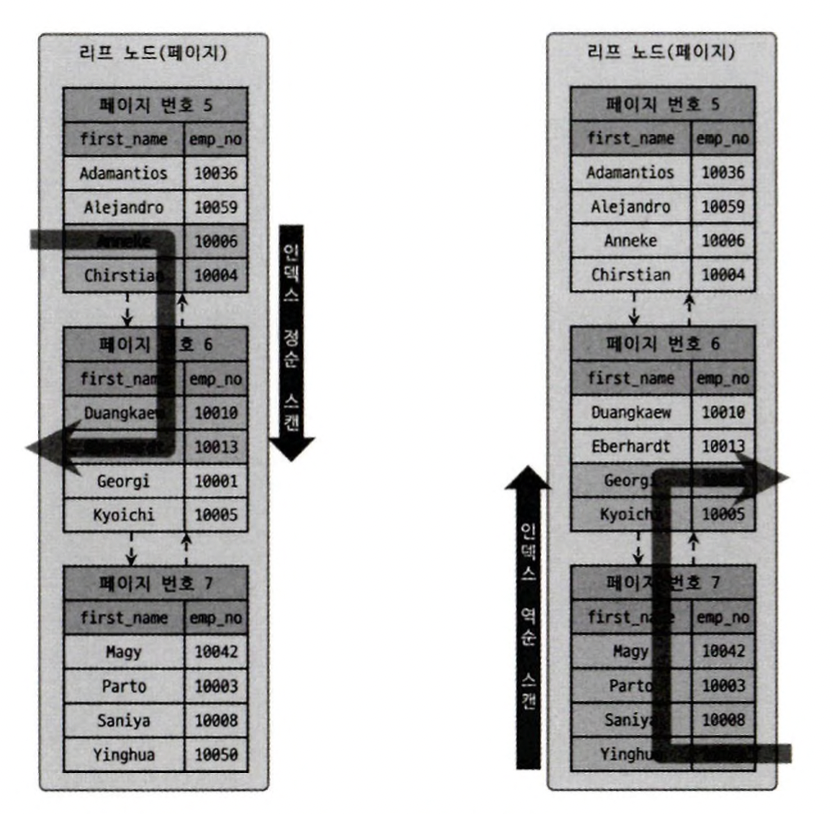 리프 노드(페이지)
페이지 번호 5
first_name emp_no
Adamantios 10036
Alejandro 10059
Anneke 10006
Chirstian 10004
페이지 번호 6
first_name emp_no
Duangkaew 10010
Eberhardt 10013
Georgi 10001
Kyoichi 10005
페이지 번호 7
first_name emp_no
Magy 10042
Parto 10003
Saniya 10008
Yinghua 10050
인덱스 정순 스캔
리프 노드(페이지)
페이지 번호 5
first_name emp_no
Adamantios 10036
Alejandro 10059
Anneke 10006
Chirstian 10004
페이지 번호 6
first_name emp_no
Duangkaew 10010
Eberhardt 10013
Georgi
Kyoichi 10005
페이지 번호 7
first_name emp_no
Magy 10042
Parto 10003
Saniya 10008
Yinghua
인덱스 역순 스캔